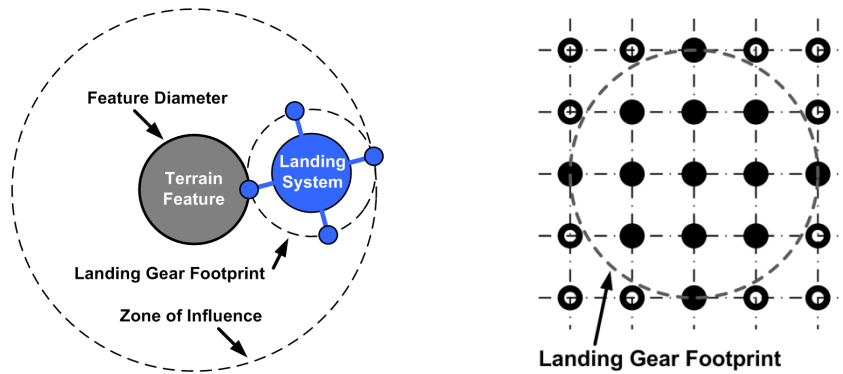 Feature Diameter
Terrain
Feature
Landing
System
Landing Gear Footprint
Zone of Influence
Landing Gear Footprint